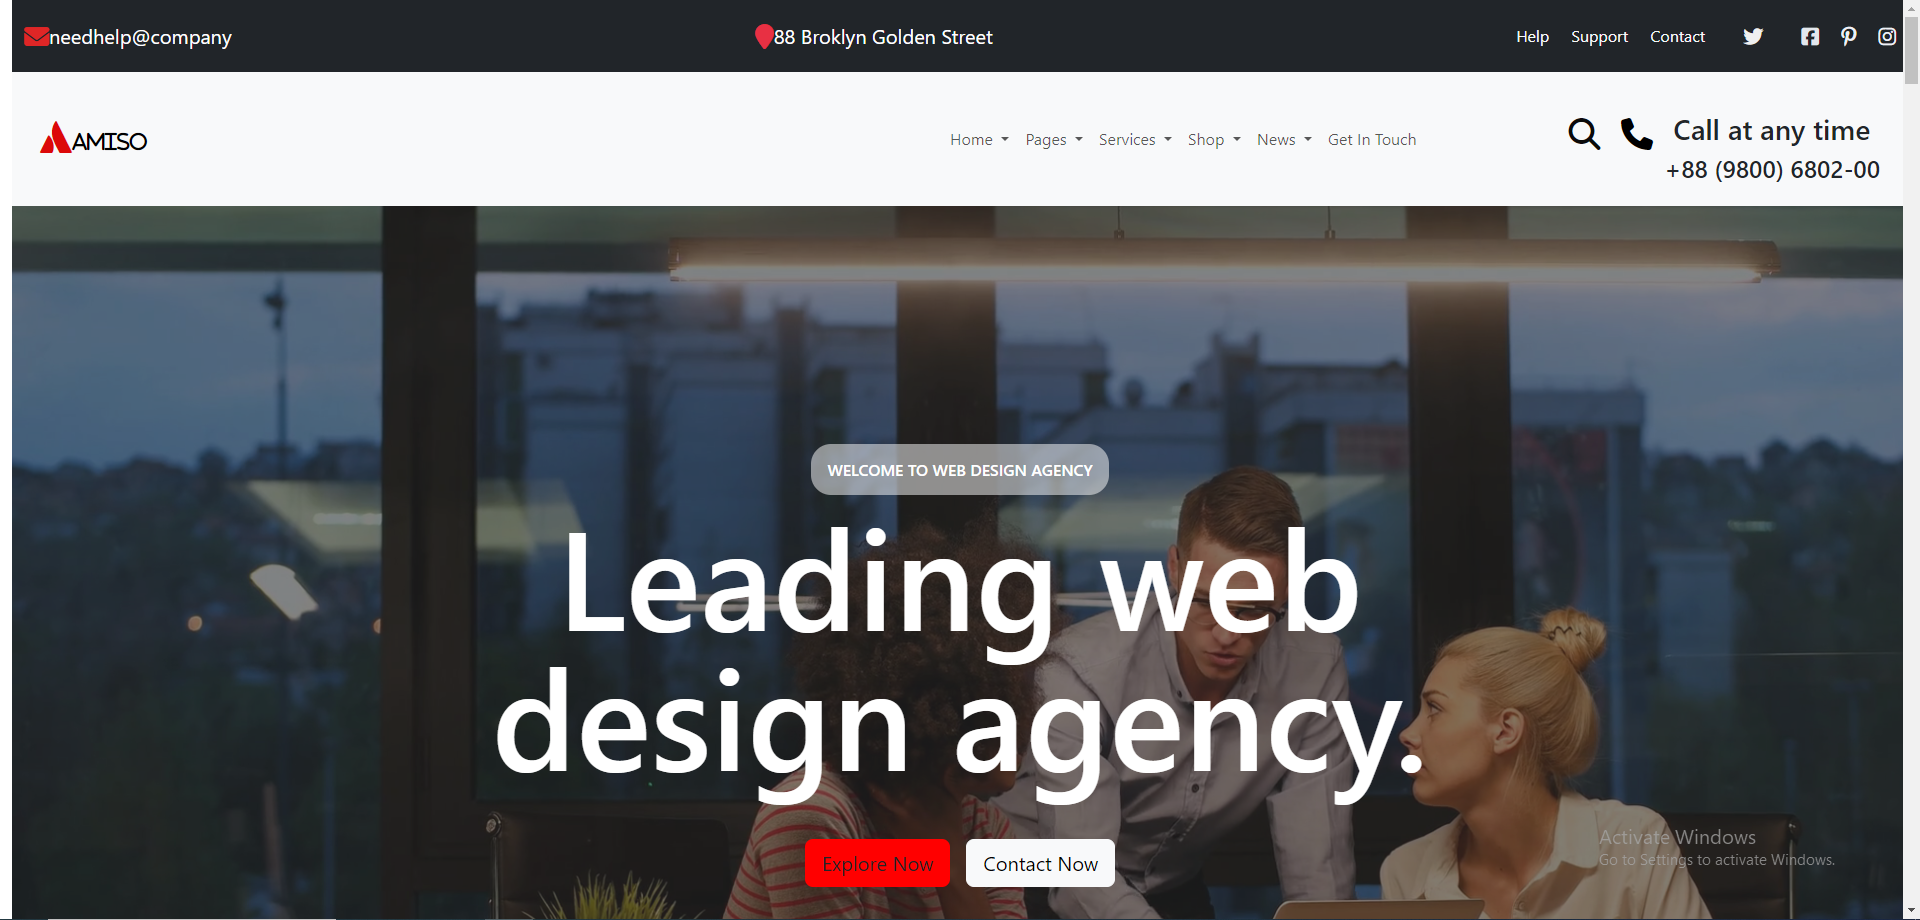 needhelp@company
88 Broklyn Golden Street
Help Support Contact
AMISO
Home Pages Services Shop News Get In Touch
Call at any time
+88 (9800) 6802-00
WELCOME TO WEB DESIGN AGENCY
Leading web
design agency.
Explore Now
Contact Now
Activate Windows
Go to Settings to activate Windows.